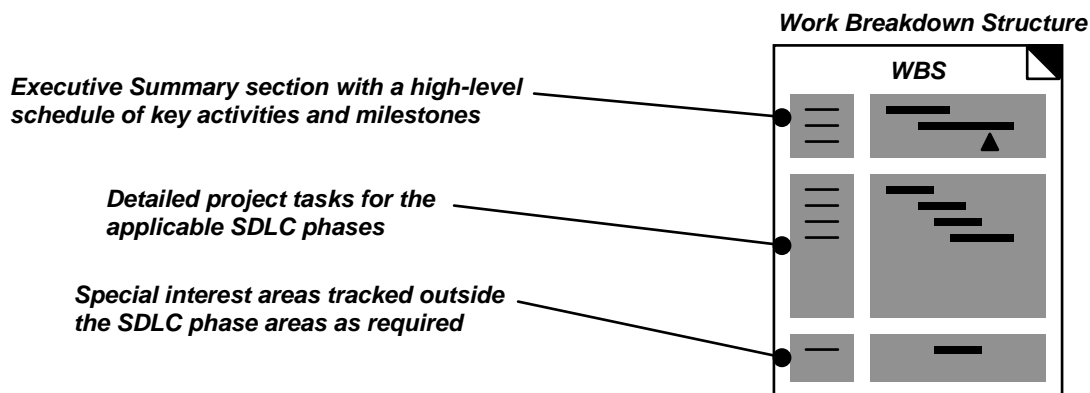 Work Breakdown Structure
WBS
Executive Summary section with a high-level
schedule of key activities and milestones
Detailed project tasks for the
applicable SDLC phases
Special interest areas tracked outside
the SDLC phase areas as required